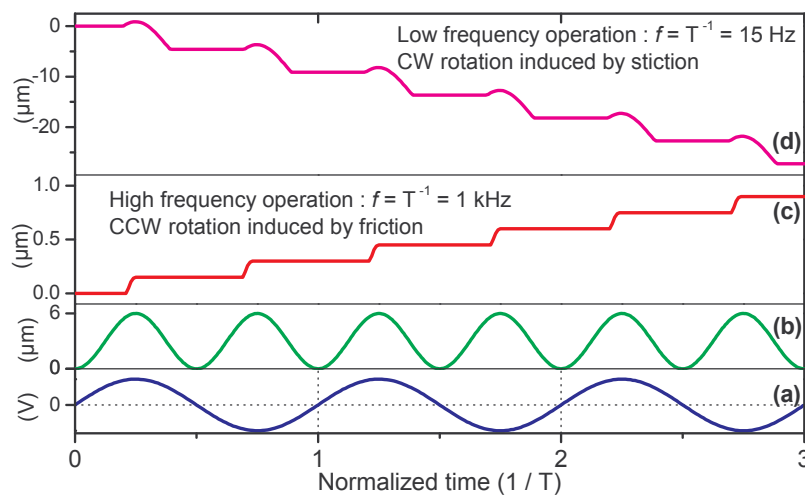 0
-10
-20
(µm)
Low frequency operation : f = T⁻¹ = 15 Hz
CW rotation induced by stiction
(d)
1.0
0.5
0.0
(µm)
High frequency operation : f = T⁻¹ = 1 kHz
CCW rotation induced by friction
(c)
6
0
(µm)
(b)
0
(V)
(a)
0 1 2 3
Normalized time (1 / T)